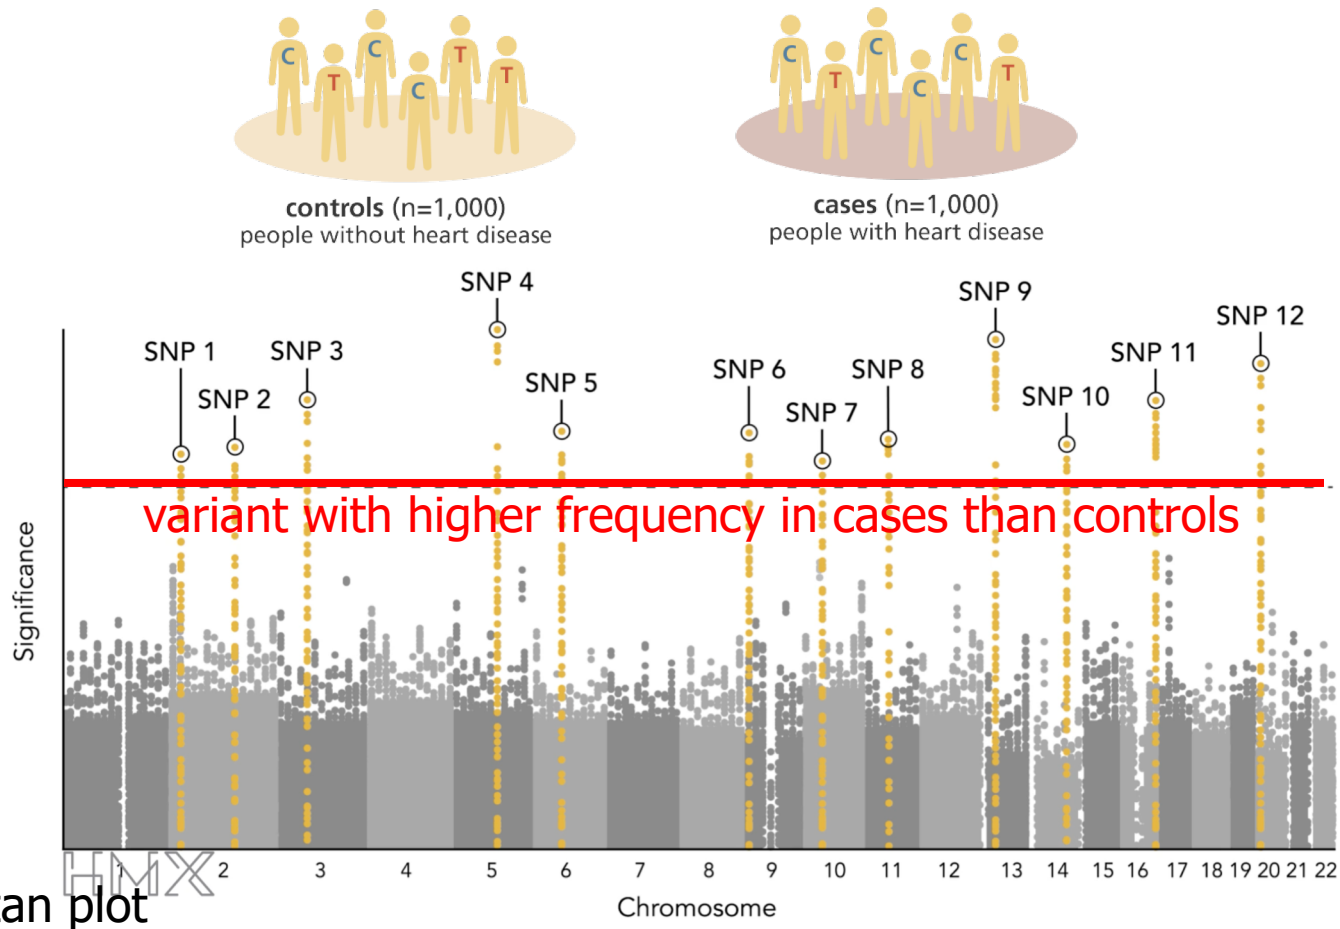 C T C C T T
C T C C C T
controls (n=1,000)
people without heart disease
cases (n=1,000)
people with heart disease
SNP 4
SNP 9
SNP 12
SNP 1
SNP 3
SNP 11
SNP 6
SNP 8
SNP 5
SNP 2
SNP 10
SNP 7
variant with higher frequency in cases than controls
Significance
1 2 3 4 5 6 7 8 9 10 11 12 13 14 15 16 17 18 19 20 21 22
HMX
Chromosome
tan plot